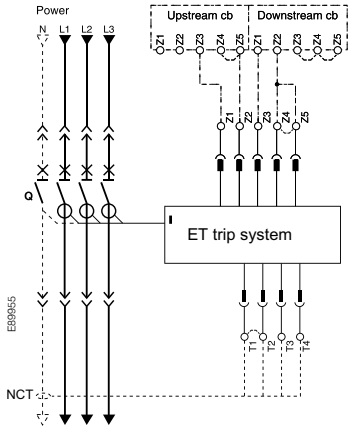 Power
Upstream cb
Downstream cb
N L1 L2 L3
Z1 Z2 Z3 Z4 Z5 Z1 Z2 Z3 Z4 Z5
Z1 Z2 Z3 Z4 Z5
Q
ET trip system
E89955
T1 T2 T3 T4
NCT